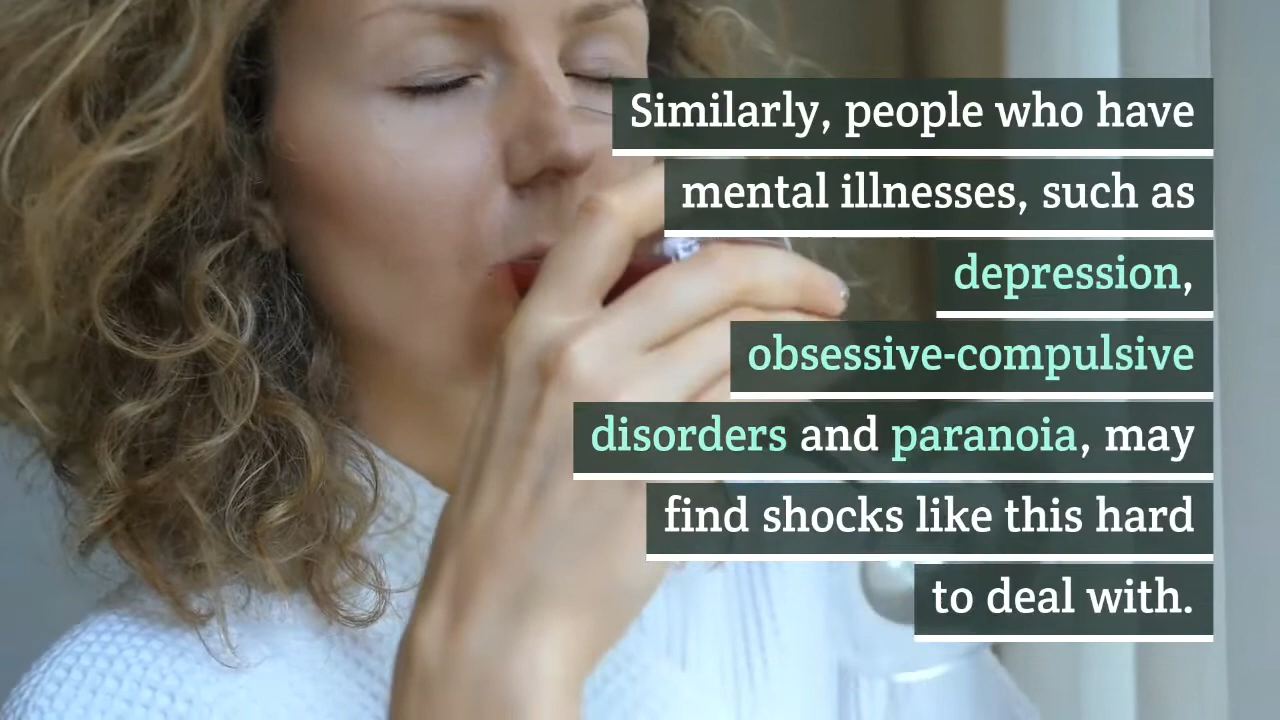 Similarly, people who have
mental illnesses, such as
depression,
obsessive-compulsive
disorders and paranoia, may
find shocks like this hard
to deal with.